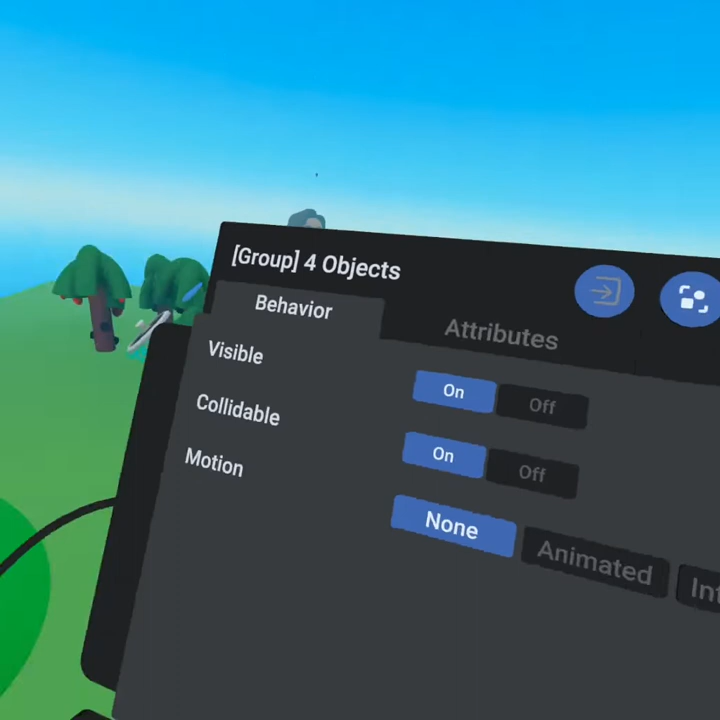 [Group] 4 Objects
Behavior
Attributes
Visible
On
Off
Collidable
On
Off
Motion
None
Animated